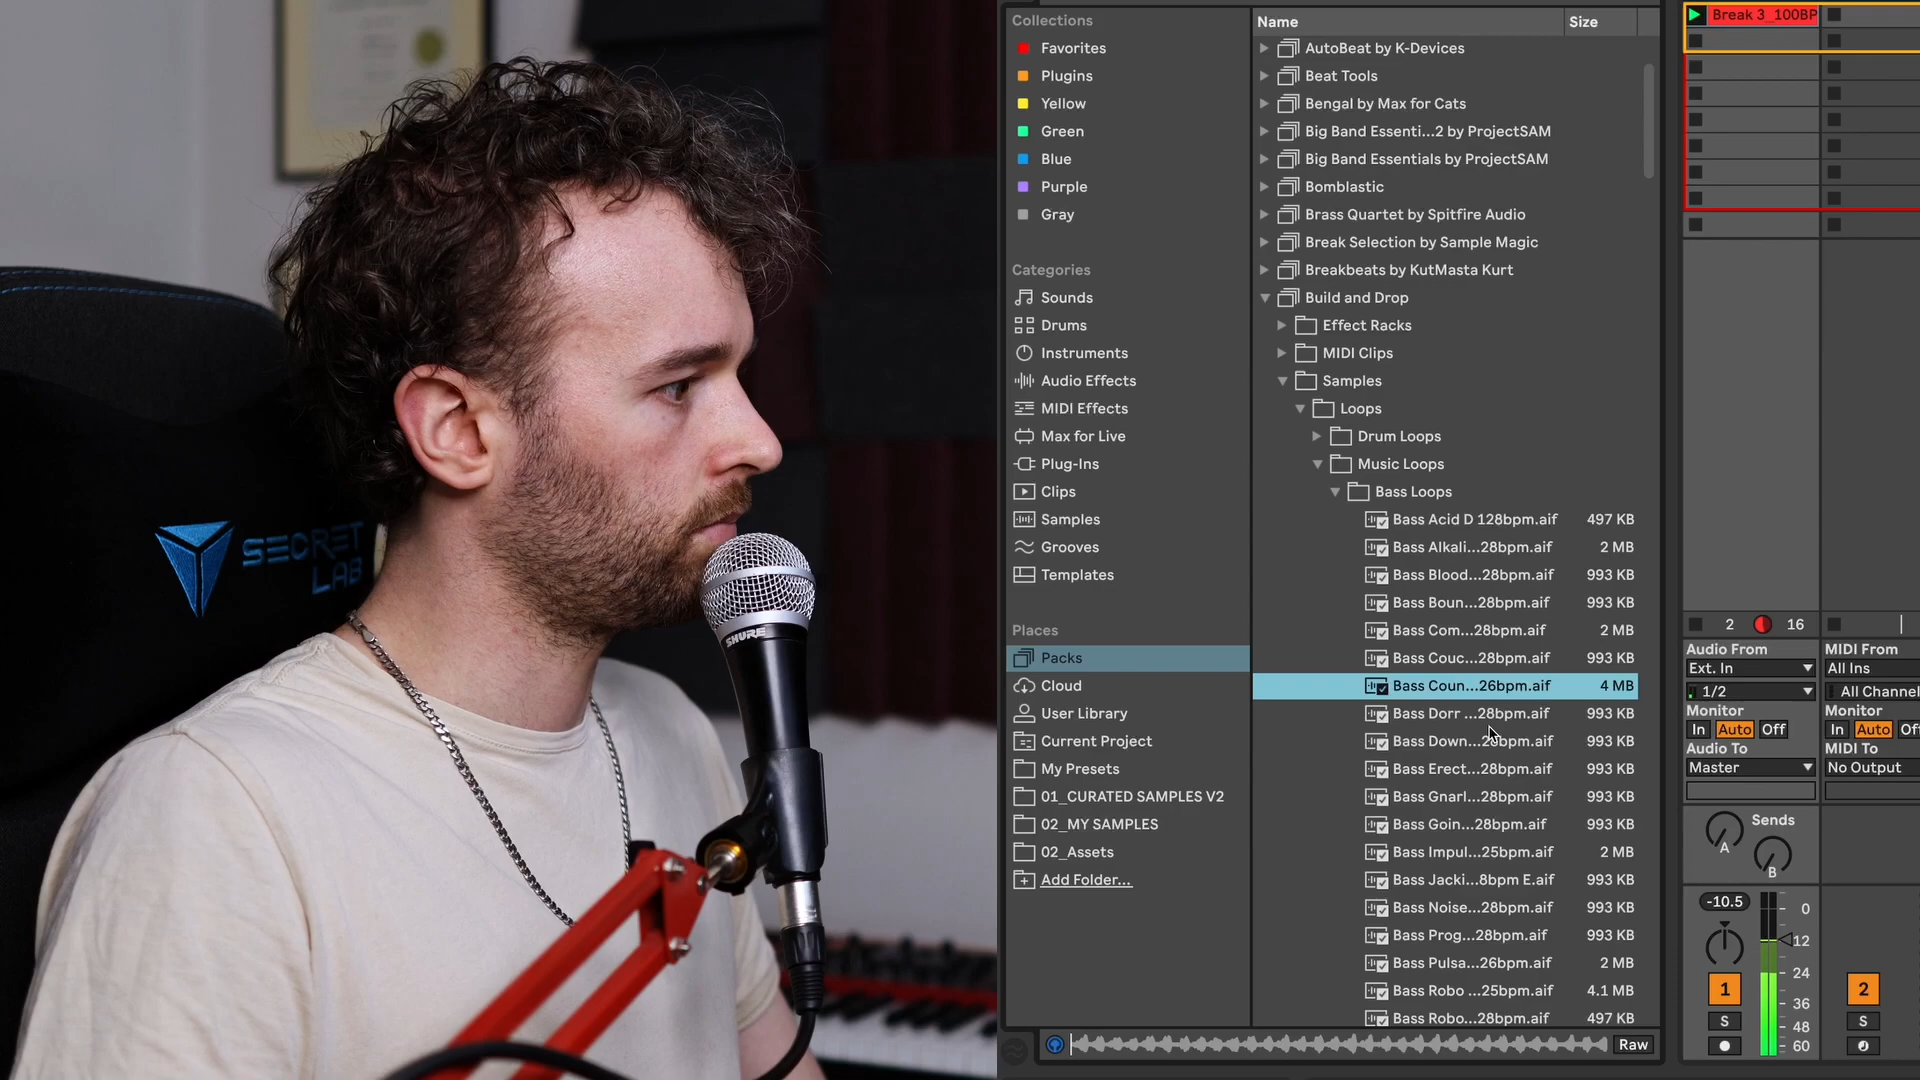 SECRET
LAB
SHURE
Collections
Favorites
Plugins
Yellow
Green
Blue
Purple
Gray
Categories
Sounds
Drums
Instruments
Audio Effects
MIDI Effects
Max for Live
Plug-Ins
Clips
Samples
Grooves
Templates
Places
Packs
Cloud
User Library
Current Project
My Presets
01_CURATED SAMPLES V2
02_MY SAMPLES
02_Assets
Add Folder...
Name Size
AutoBeat by K-Devices
Beat Tools
Bengal by Max for Cats
Big Band Essenti...2 by ProjectSAM
Big Band Essentials by ProjectSAM
Bomblastic
Brass Quartet by Spitfire Audio
Break Selection by Sample Magic
Breakbeats by KutMasta Kurt
Build and Drop
Effect Racks
MIDI Clips
Samples
Loops
Drum Loops
Music Loops
Bass Loops
Bass Acid D 128bpm.aif 497 KB
Bass Alkali...28bpm.aif 2 MB
Bass Blood...28bpm.aif 993 KB
Bass Boun...28bpm.aif 993 KB
Bass Com...28bpm.aif 2 MB
Bass Couc...28bpm.aif 993 KB
Bass Coun...26bpm.aif 4 MB
Bass Dorr ...28bpm.aif 993 KB
Bass Down...28bpm.aif 993 KB
Bass Erect...28bpm.aif 993 KB
Bass Gnarl...28bpm.aif 993 KB
Bass Goin...28bpm.aif 993 KB
Bass Impul...25bpm.aif 2 MB
Bass Jacki...8bpm E.aif 993 KB
Bass Noise...28bpm.aif 993 KB
Bass Prog...28bpm.aif 993 KB
Bass Pulsa...26bpm.aif 2 MB
Bass Robo ...25bpm.aif 4.1 MB
Bass Robo...28bpm.aif 497 KB
Raw
Break 3_100BP
2 16
Audio From
Ext. In
1/2
Monitor
In Auto Off
Audio To
Master
Sends
A
B
-10.5
0
12
24
36
48
60
1
S
MIDI From
All Ins
All Channel
Monitor
In Auto Off
MIDI To
No Output
2
S